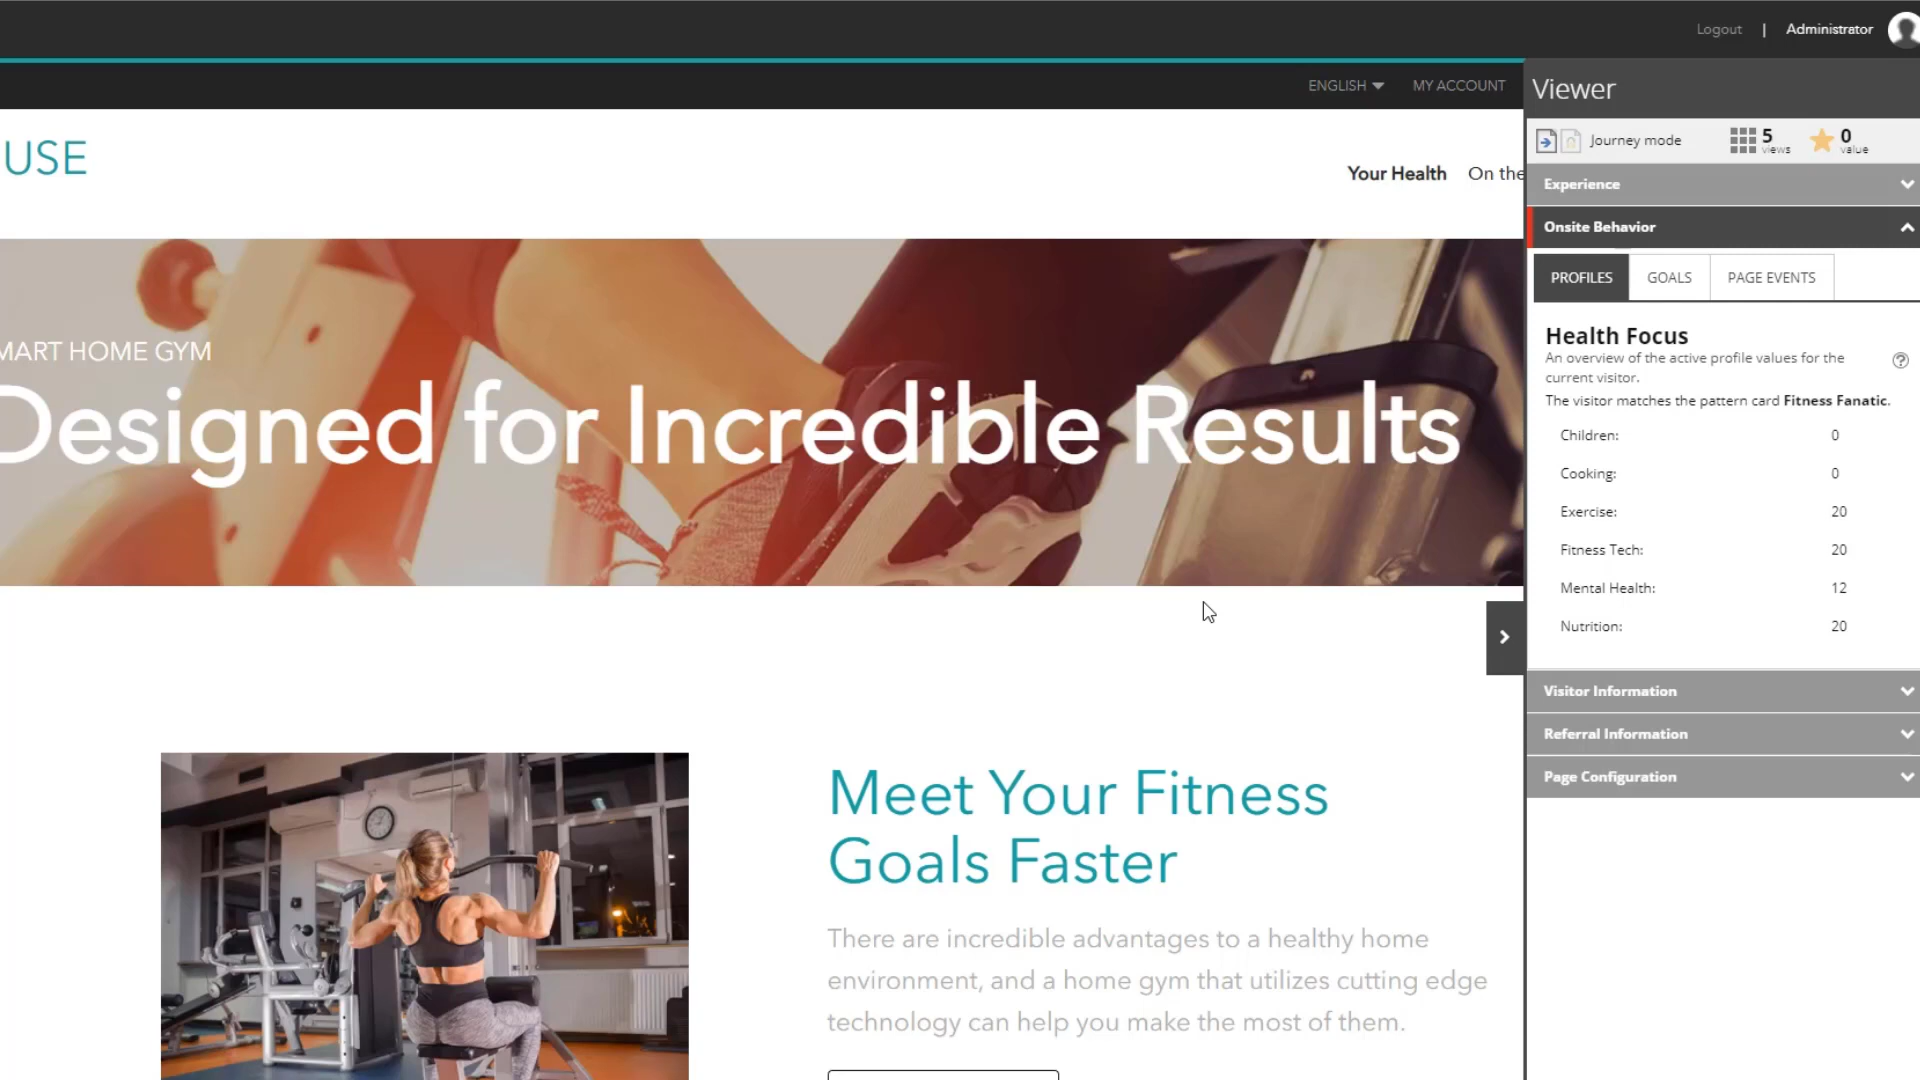 Logout | Administrator
ENGLISH MY ACCOUNT
Viewer
Journey mode 5 views 0 value
USE
Your Health On the
Experience
Onsite Behavior
PROFILES GOALS PAGE EVENTS
Health Focus
An overview of the active profile values for the
current visitor.
The visitor matches the pattern card Fitness Fanatic.
Children: 0
Cooking: 0
Exercise: 20
Fitness Tech: 20
Mental Health: 12
Nutrition: 20
Visitor Information
Referral Information
Page Configuration
MART HOME GYM
Designed for Incredible Results
Meet Your Fitness
Goals Faster
There are incredible advantages to a healthy home
environment, and a home gym that utilizes cutting edge
technology can help you make the most of them.